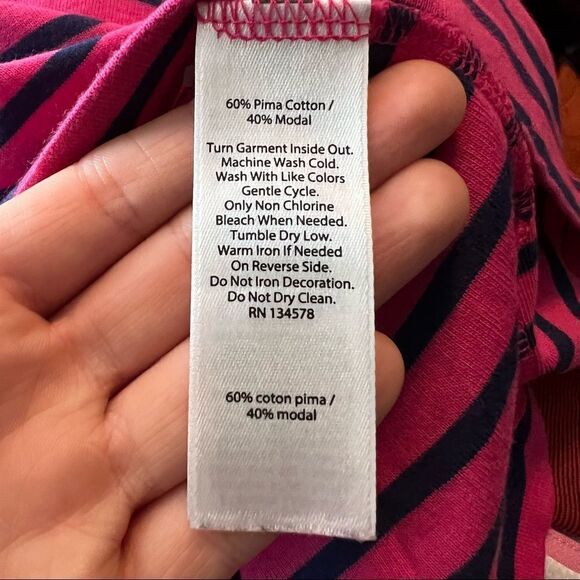 60% Pima Cotton /
40% Modal
Turn Garment Inside Out.
Machine Wash Cold.
Wash With Like Colors
Gentle Cycle.
Only Non Chlorine
Bleach When Needed.
Tumble Dry Low.
Warm Iron If Needed
On Reverse Side.
Do Not Iron Decoration.
Do Not Dry Clean.
RN 134578
60% coton pima /
40% modal